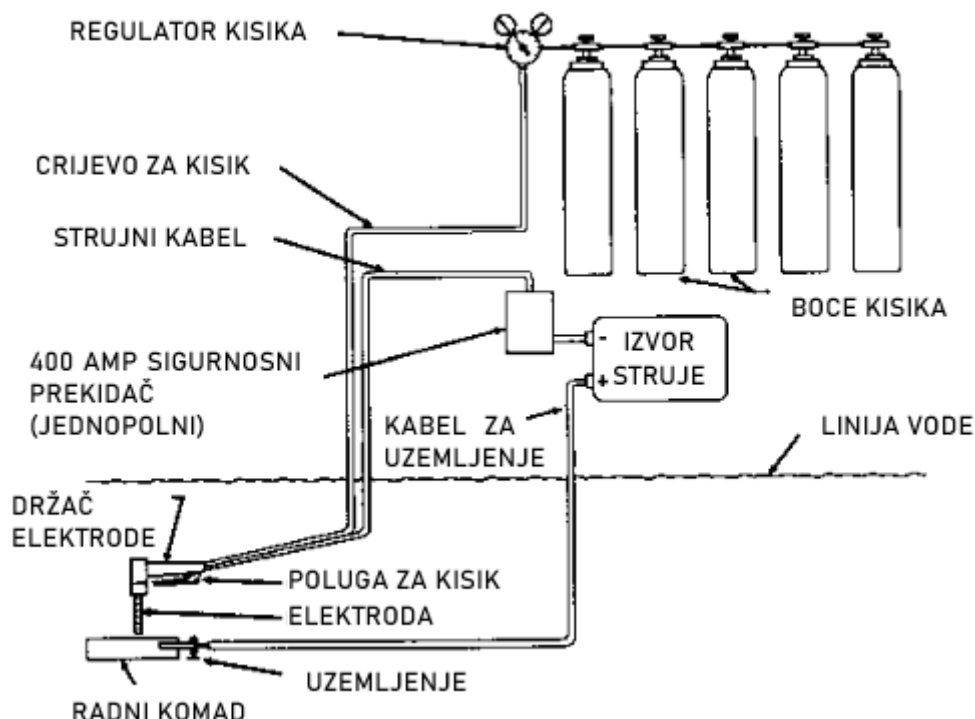 REGULATOR KISIKA
CRIJEVO ZA KISIK
STRUJNI KABEL
BOCE KISIKA
400 AMP SIGURNOSNI
PREKIDAČ
(JEDNOPOLNI)
- IZVOR
+ STRUJE
KABEL ZA
UZEMLJENJE
LINIJA VODE
DRŽAČ
ELEKTRODE
POLUGA ZA KISIK
ELEKTRODA
UZEMLJENJE
RADNI KOMAD